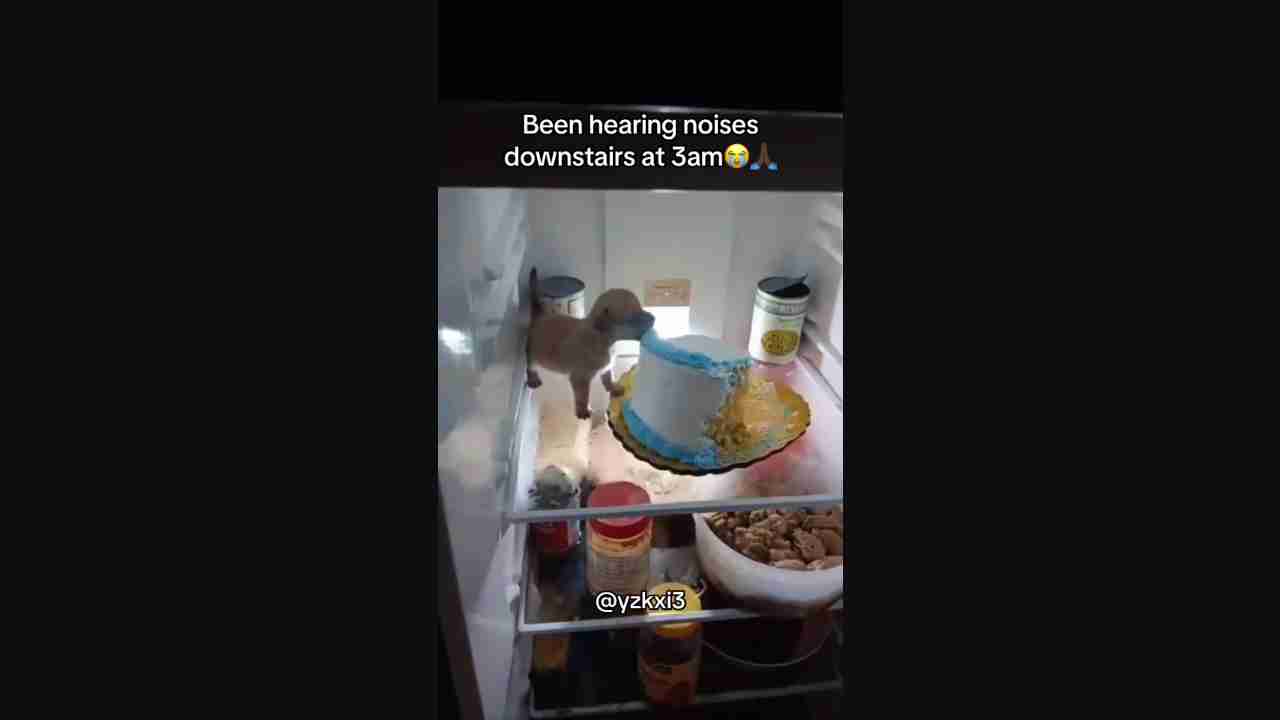 Been hearing noises
downstairs at 3am😭🙏🏾
@yzkxi3